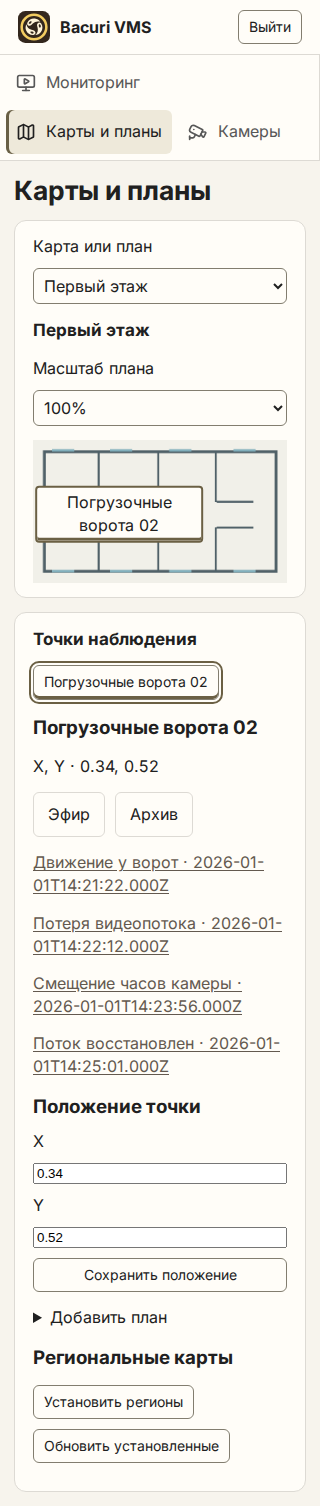 Bacuri VMS
Выйти
Мониторинг
Карты и планы
Камеры
Карты и планы
Карта или план
Первый этаж
Первый этаж
Масштаб плана
100%
Погрузочные
ворота 02
Точки наблюдения
Погрузочные ворота 02
Погрузочные ворота 02
X, Y · 0.34, 0.52
Эфир
Архив
Движение у ворот · 2026-01-
01T14:21:22.000Z
Потеря видеопотока · 2026-01-
01T14:22:12.000Z
Смещение часов камеры ·
2026-01-01T14:23:56.000Z
Поток восстановлен · 2026-01-
01T14:25:01.000Z
Положение точки
X
0.34
Y
0.52
Сохранить положение
Добавить план
Региональные карты
Установить регионы
Обновить установленные